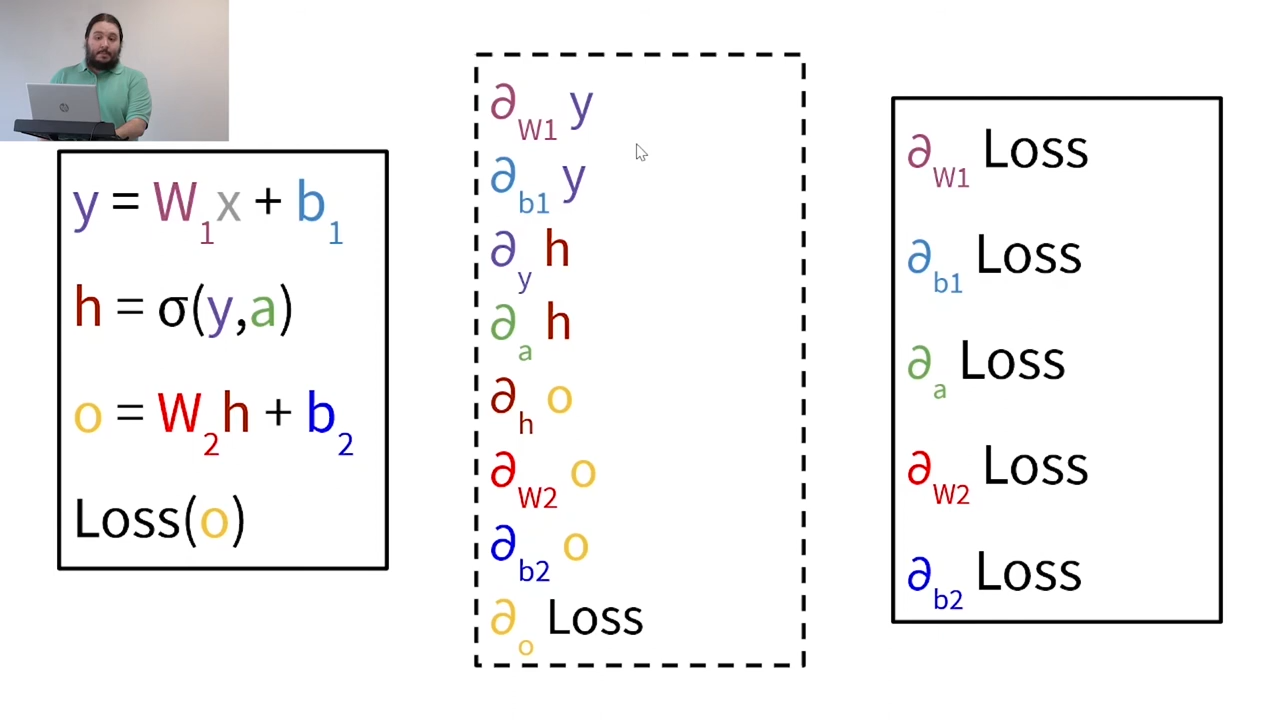 y = W₁x + b₁
h = σ(y,a)
o = W₂h + b₂
Loss(o)
∂W1 y
∂b1 y
∂y h
∂a h
∂h o
∂W2 o
∂b2 o
∂o Loss
∂W1 Loss
∂b1 Loss
∂a Loss
∂W2 Loss
∂b2 Loss